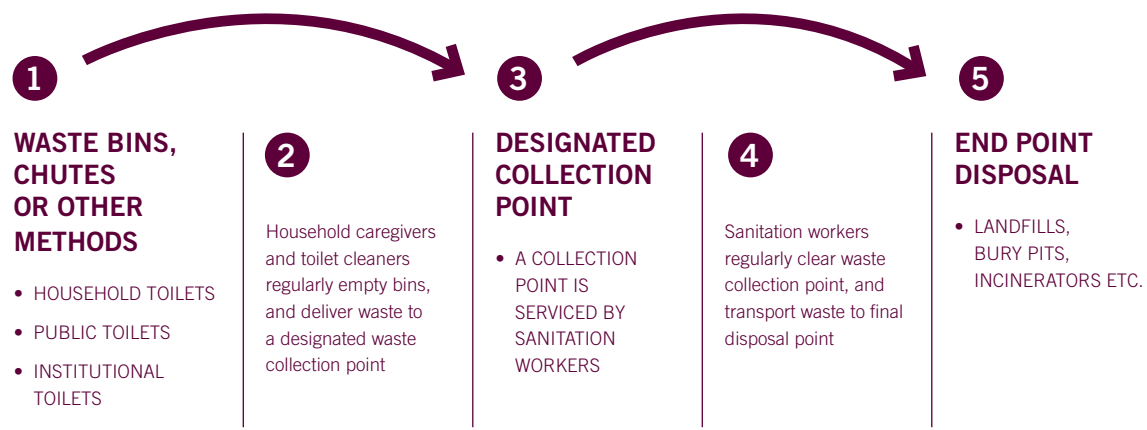 1
WASTE BINS,
CHUTES
OR OTHER
METHODS
• HOUSEHOLD TOILETS
• PUBLIC TOILETS
• INSTITUTIONAL
TOILETS
2
Household caregivers
and toilet cleaners
regularly empty bins,
and deliver waste to
a designated waste
collection point
3
DESIGNATED
COLLECTION
POINT
• A COLLECTION
POINT IS
SERVICED BY
SANITATION
WORKERS
4
Sanitation workers
regularly clear waste
collection point, and
transport waste to final
disposal point
5
END POINT
DISPOSAL
• LANDFILLS,
BURY PITS,
INCINERATORS ETC.